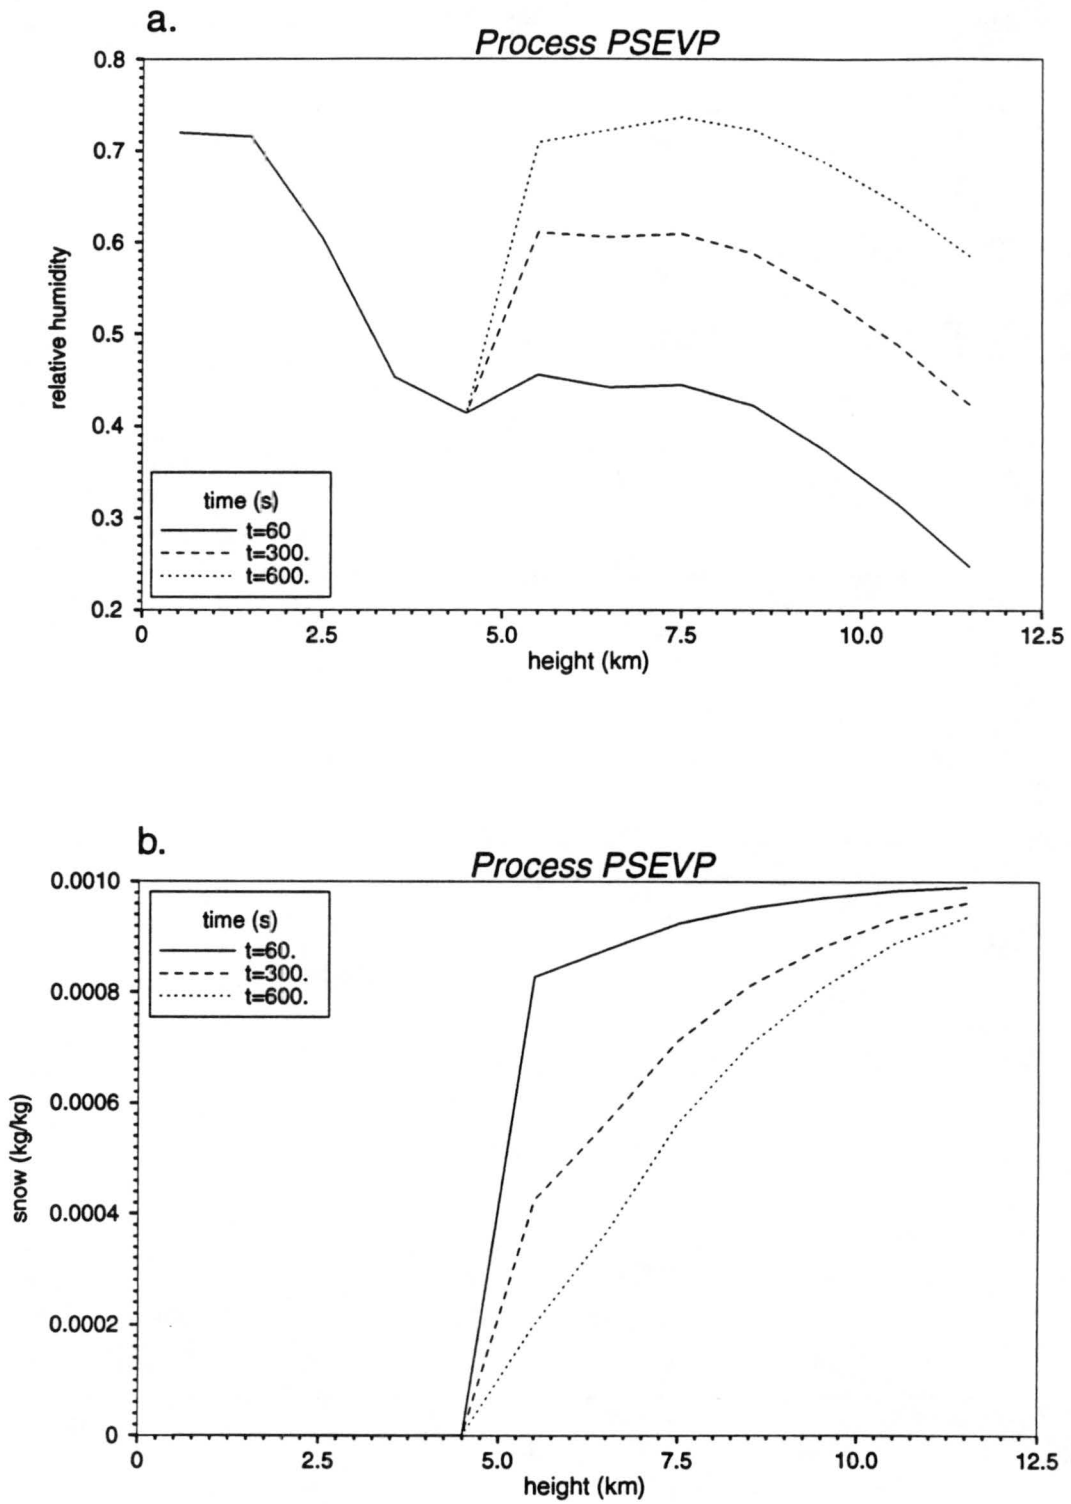 a.
Process PSEVP
0.8
0.7
0.6
0.5
0.4
0.3
0.2
relative humidity
time (s)
t=60
t=300.
t=600.
0 2.5 5.0 7.5 10.0 12.5
height (km)
b.
Process PSEVP
0.0010
0.0008
0.0006
0.0004
0.0002
0
snow (kg/kg)
time (s)
t=60.
t=300.
t=600.
0 2.5 5.0 7.5 10.0 12.5
height (km)